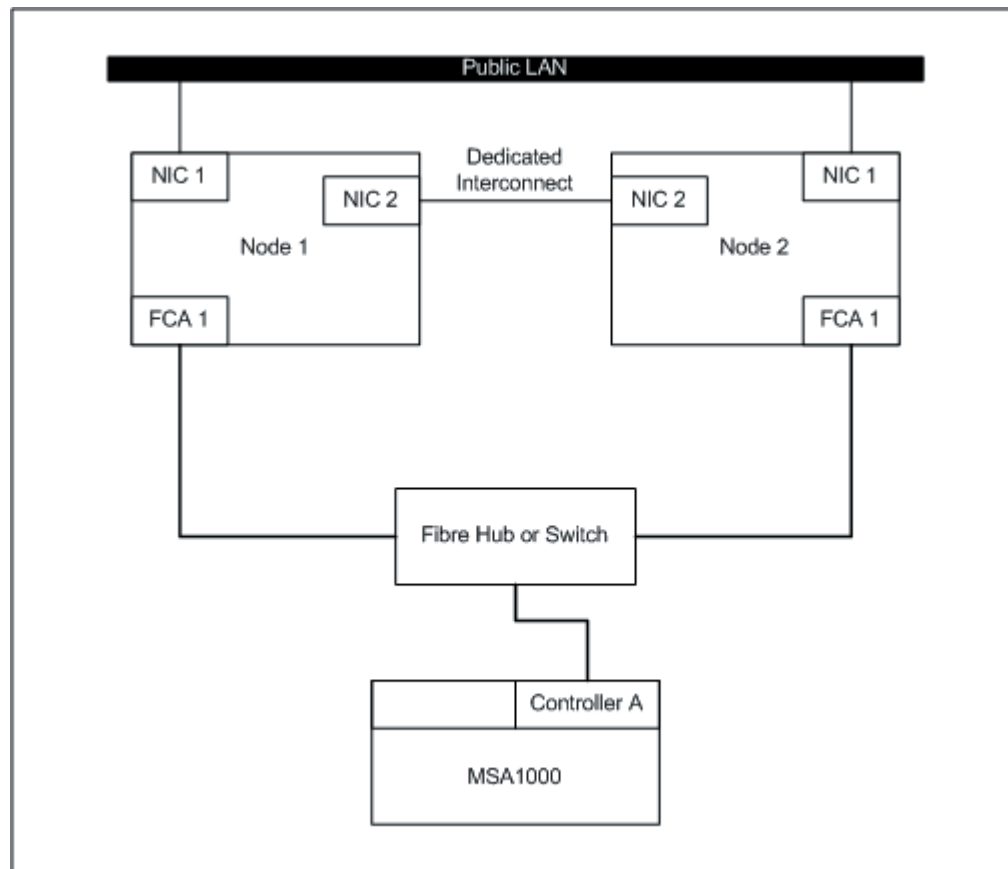 Public LAN
NIC 1
Dedicated
Interconnect
NIC 1
NIC 2
NIC 2
Node 1
Node 2
FCA 1
FCA 1
Fibre Hub or Switch
Controller A
MSA1000